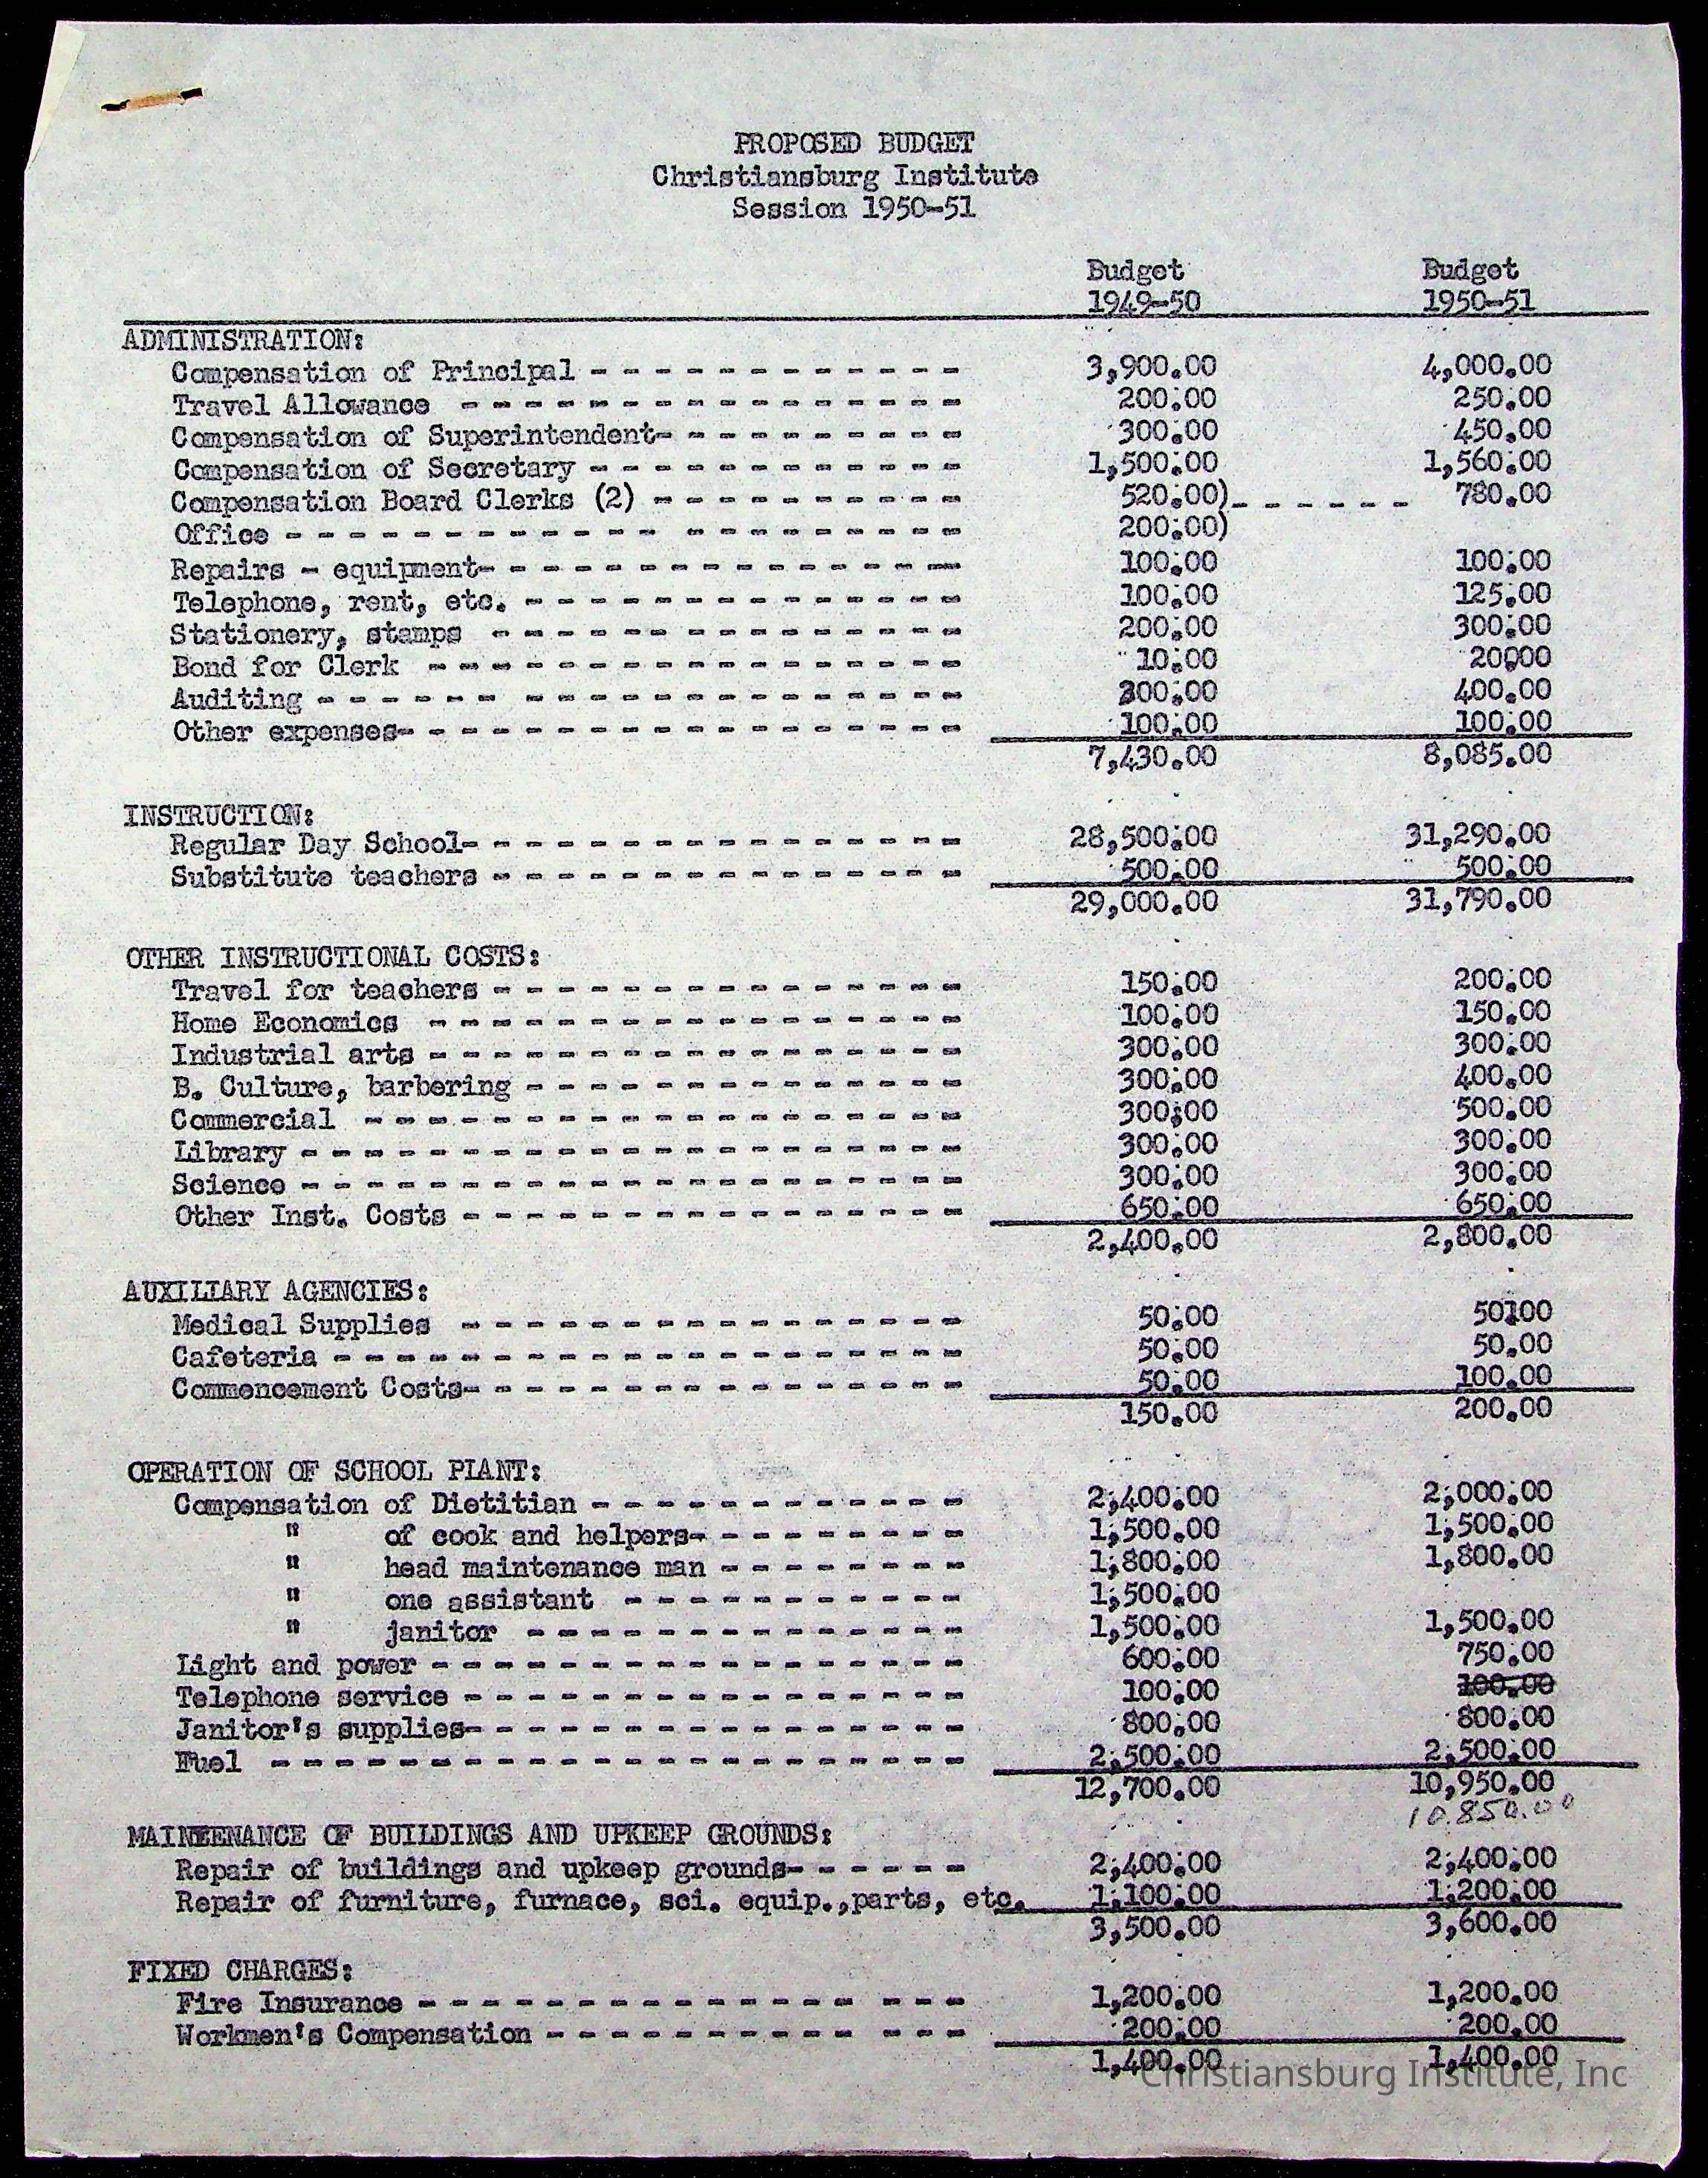 PROPOSED BUDGET
Christiansburg Institute
Session 1950-51
Budget Budget
1949-50 1950-51
ADMINISTRATION:
Compensation of Principal - - - - - - - - - - - - 3,900.00 4,000.00
Travel Allowance - - - - - - - - - - - - - - - - 200.00 250.00
Compensation of Superintendent- - - - - - - - - - 300.00 450.00
Compensation of Secretary - - - - - - - - - - - - 1,500.00 1,560.00
Compensation Board Clerks (2) - - - - - - - - - - 520.00)- - - - - - 780.00
Office - - - - - - - - - - - - - - - - - - - - - 200.00)
Repairs - equipment- - - - - - - - - - - - - - - 100.00 100.00
Telephone, rent, etc. - - - - - - - - - - - - - - 100.00 125.00
Stationery, stamps - - - - - - - - - - - - - - - 200.00 300.00
Bond for Clerk - - - - - - - - - - - - - - - - - 10.00 20000
Auditing - - - - - - - - - - - - - - - - - - - - 300.00 400.00
Other expenses- - - - - - - - - - - - - - - - - - 100.00 100.00
7,430.00 8,085.00
INSTRUCTION:
Regular Day School- - - - - - - - - - - - - - - - 28,500.00 31,290.00
Substitute teachers - - - - - - - - - - - - - - - 500.00 500.00
29,000.00 31,790.00
OTHER INSTRUCTIONAL COSTS:
Travel for teachers - - - - - - - - - - - - - - - 150.00 200.00
Home Economics - - - - - - - - - - - - - - - - - 100.00 150.00
Industrial arts - - - - - - - - - - - - - - - - - 300.00 300.00
B. Culture, barbering - - - - - - - - - - - - - - 300.00 400.00
Commercial - - - - - - - - - - - - - - - - - - - 300.00 500.00
Library - - - - - - - - - - - - - - - - - - - - - 300.00 300.00
Science - - - - - - - - - - - - - - - - - - - - - 300.00 300.00
Other Inst. Costs - - - - - - - - - - - - - - - - 650.00 650.00
2,400.00 2,800.00
AUXILIARY AGENCIES:
Medical Supplies - - - - - - - - - - - - - - - - 50.00 50100
Cafeteria - - - - - - - - - - - - - - - - - - - - 50.00 50.00
Commencement Costs- - - - - - - - - - - - - - - - 50.00 100.00
150.00 200.00
OPERATION OF SCHOOL PLANT:
Compensation of Dietitian - - - - - - - - - - - - 2,400.00 2,000.00
" of cook and helpers- - - - - - - - - 1,500.00 1,500.00
" head maintenance man - - - - - - - - 1,800.00 1,800.00
" one assistant - - - - - - - - - - - 1,500.00
" janitor - - - - - - - - - - - - - - 1,500.00 1,500.00
Light and power - - - - - - - - - - - - - - - - - 600.00 750.00
Telephone service - - - - - - - - - - - - - - - - 100.00 100.00
Janitor's supplies- - - - - - - - - - - - - - - - 800.00 800.00
Fuel - - - - - - - - - - - - - - - - - - - - - - 2,500.00 2,500.00
12,700.00 10,950.00
10.850.00
MAINTENANCE OF BUILDINGS AND UPKEEP GROUNDS:
Repair of buildings and upkeep grounds- - - - - - 2,400.00 2,400.00
Repair of furniture, furnace, sci. equip.,parts, etc. 1,100.00 1,200.00
3,500.00 3,600.00
FIXED CHARGES:
Fire Insurance - - - - - - - - - - - - - - - - - 1,200.00 1,200.00
Workmen's Compensation - - - - - - - - - - - - - 200.00 200.00
1,400.00 1,400.00
Christiansburg Institute, Inc